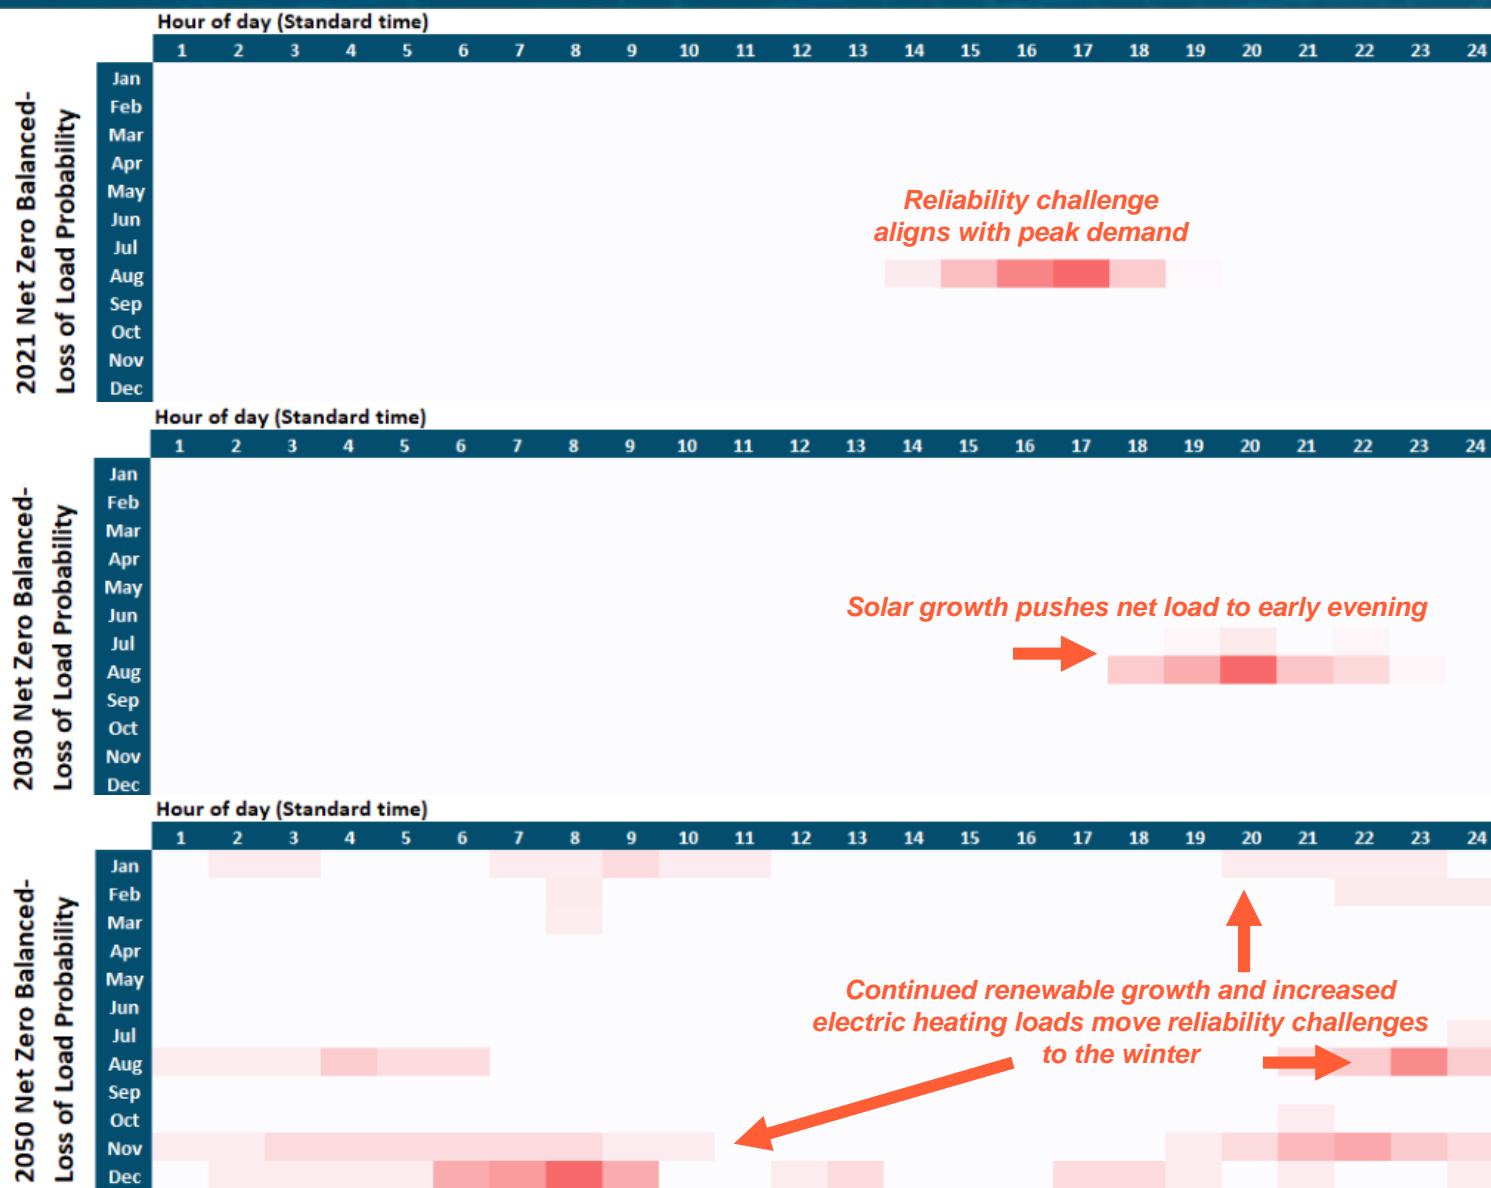 Hour of day (Standard time)
1 2 3 4 5 6 7 8 9 10 11 12 13 14 15 16 17 18 19 20 21 22 23 24
2021 Net Zero Balanced-
Loss of Load Probability
Jan
Feb
Mar
Apr
May
Jun
Jul
Aug
Sep
Oct
Nov
Dec
Reliability challenge
aligns with peak demand
Hour of day (Standard time)
1 2 3 4 5 6 7 8 9 10 11 12 13 14 15 16 17 18 19 20 21 22 23 24
2030 Net Zero Balanced-
Loss of Load Probability
Jan
Feb
Mar
Apr
May
Jun
Jul
Aug
Sep
Oct
Nov
Dec
Solar growth pushes net load to early evening
Hour of day (Standard time)
1 2 3 4 5 6 7 8 9 10 11 12 13 14 15 16 17 18 19 20 21 22 23 24
2050 Net Zero Balanced-
Loss of Load Probability
Jan
Feb
Mar
Apr
May
Jun
Jul
Aug
Sep
Oct
Nov
Dec
Continued renewable growth and increased
electric heating loads move reliability challenges
to the winter